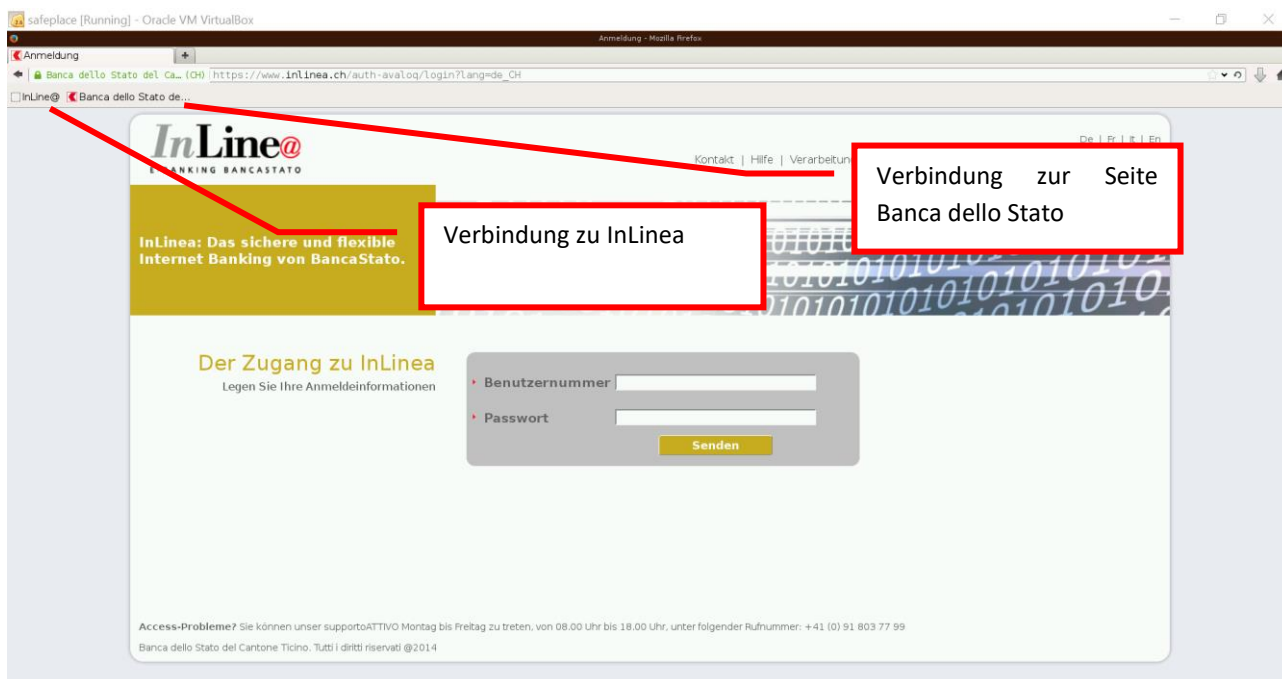 safeplace [Running] - Oracle VM VirtualBox
Anmeldung - Mozilla Firefox
Anmeldung
Banca dello Stato del Ca… (CH) https://www.inlinea.ch/auth-avaloq/login?lang=de_CH
InLine@ Banca dello Stato de...
InLine@
BANKING BANCASTATO
De | Fr | It | En
Kontakt | Hilfe | Verarbeitun
Verbindung zur Seite
Banca dello Stato
Verbindung zu InLinea
InLinea: Das sichere und flexible
Internet Banking von BancaStato.
Der Zugang zu InLinea
Legen Sie Ihre Anmeldeinformationen
Benutzernummer
Passwort
Senden
Access-Probleme? Sie können unser supportoATTIVO Montag bis Freitag zu treten, von 08.00 Uhr bis 18.00 Uhr, unter folgender Rufnummer: +41 (0) 91 803 77 99
Banca dello Stato del Cantone Ticino. Tutti i diritti riservati @2014